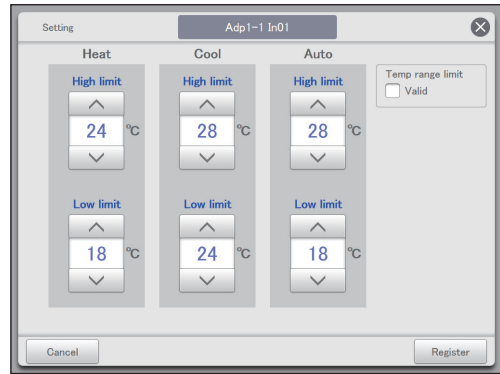 Setting
Adp1-1 In01
Heat Cool Auto
High limit High limit High limit
24 °C 28 °C 28 °C
Low limit Low limit Low limit
18 °C 24 °C 18 °C
Temp range limit
Valid
Cancel Register